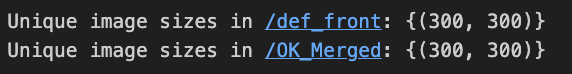 Unique image sizes in /def_front: {(300, 300)}
Unique image sizes in /OK_Merged: {(300, 300)}